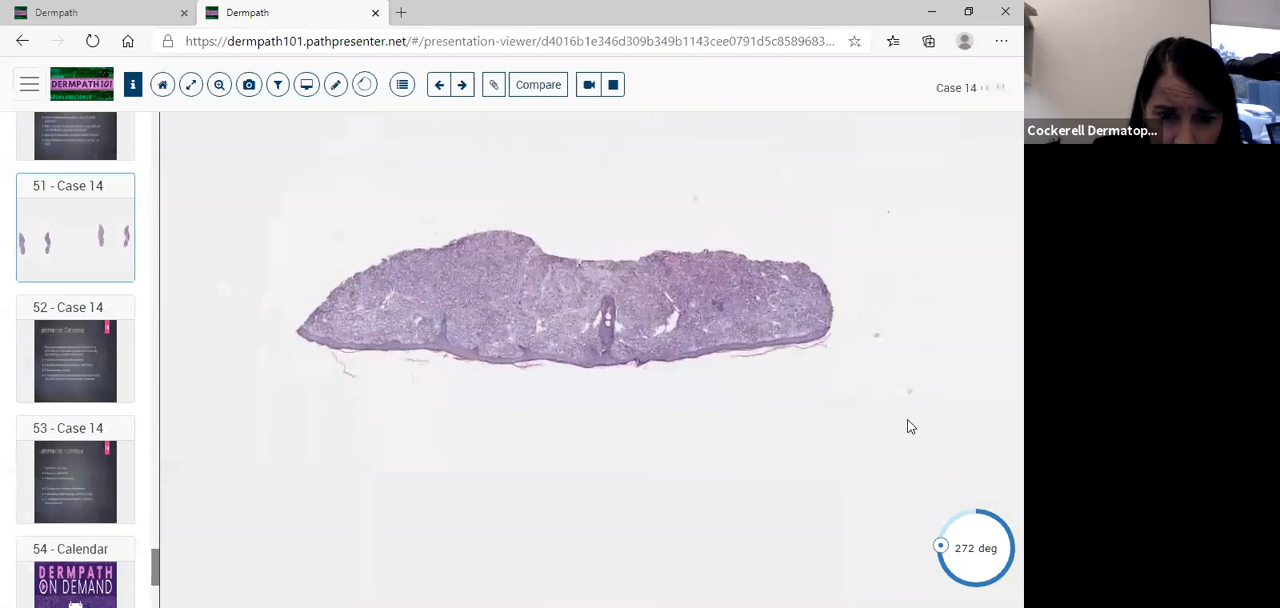 Dermpath
Dermpath
https://dermpath101.pathpresenter.net/#/presentation-viewer/d4016b1e346d309b349b1143cee0791d5c8589683...
DERMPATH101
Compare
Case 14
Cockerell Dermatop...
51 - Case 14
52 - Case 14
53 - Case 14
54 - Calendar
DERMPATH
ON DEMAND
272 deg